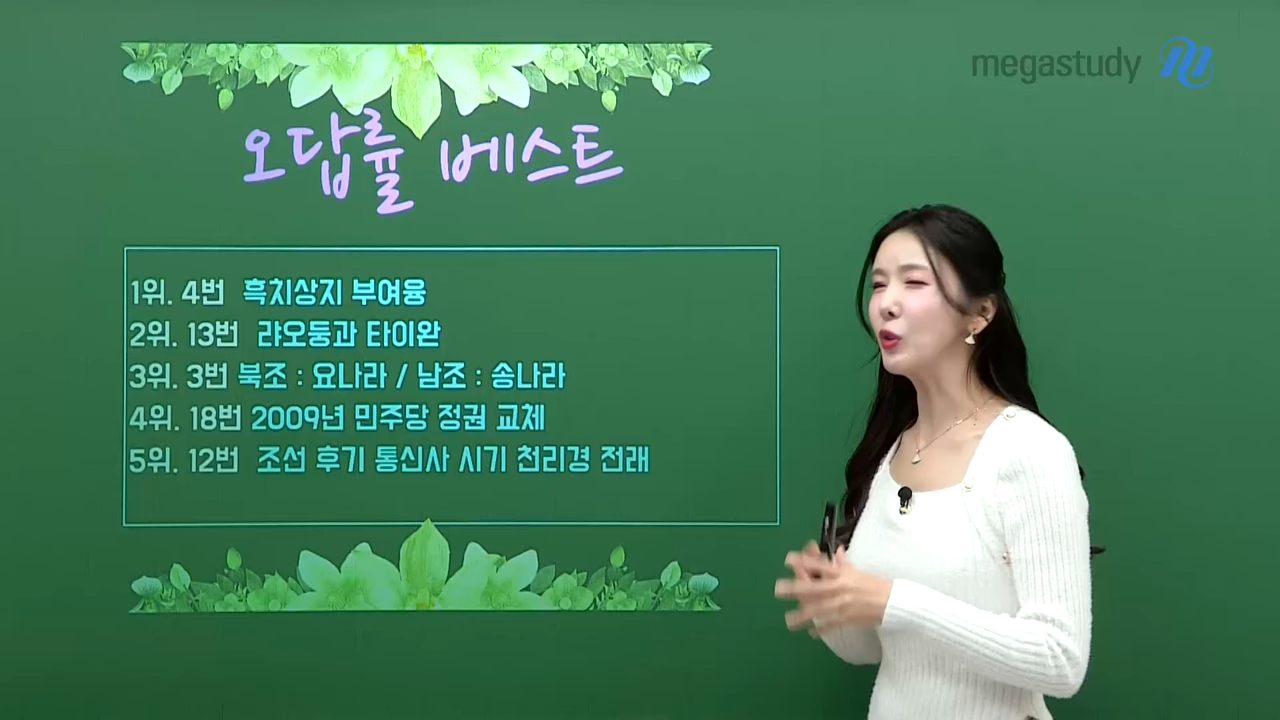 megastudy
오답률 베스트
1위. 4번 흑치상지 부여융
2위. 13번 랴오둥과 타이완
3위. 3번 북조 : 요나라 / 남조 : 송나라
4위. 18번 2009년 민주당 정권 교체
5위. 12번 조선 후기 통신사 시기 천리경 전래